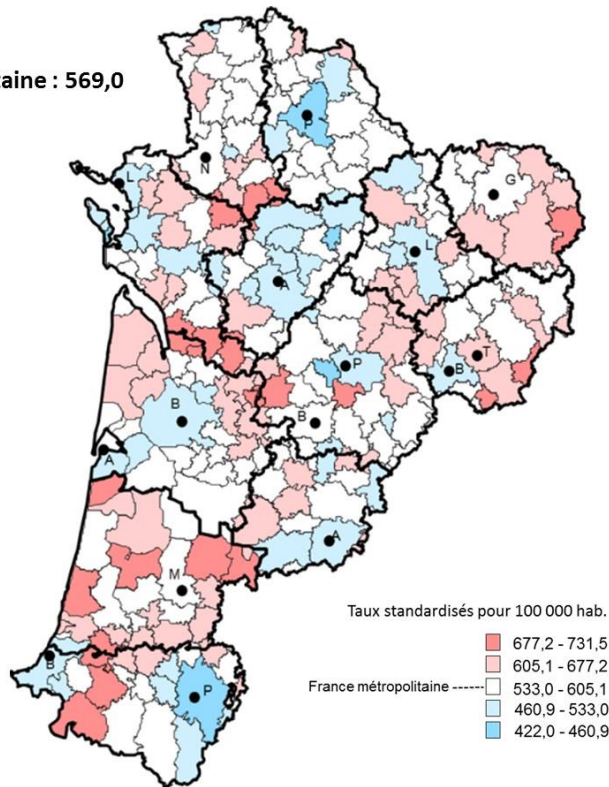 taine : 569,0
P
N
L
G
L
A
P
T
B
B
B
A
A
M
B
P
Taux standardisés pour 100 000 hab.
677,2 - 731,5
605,1 - 677,2
France métropolitaine
533,0 - 605,1
460,9 - 533,0
422,0 - 460,9